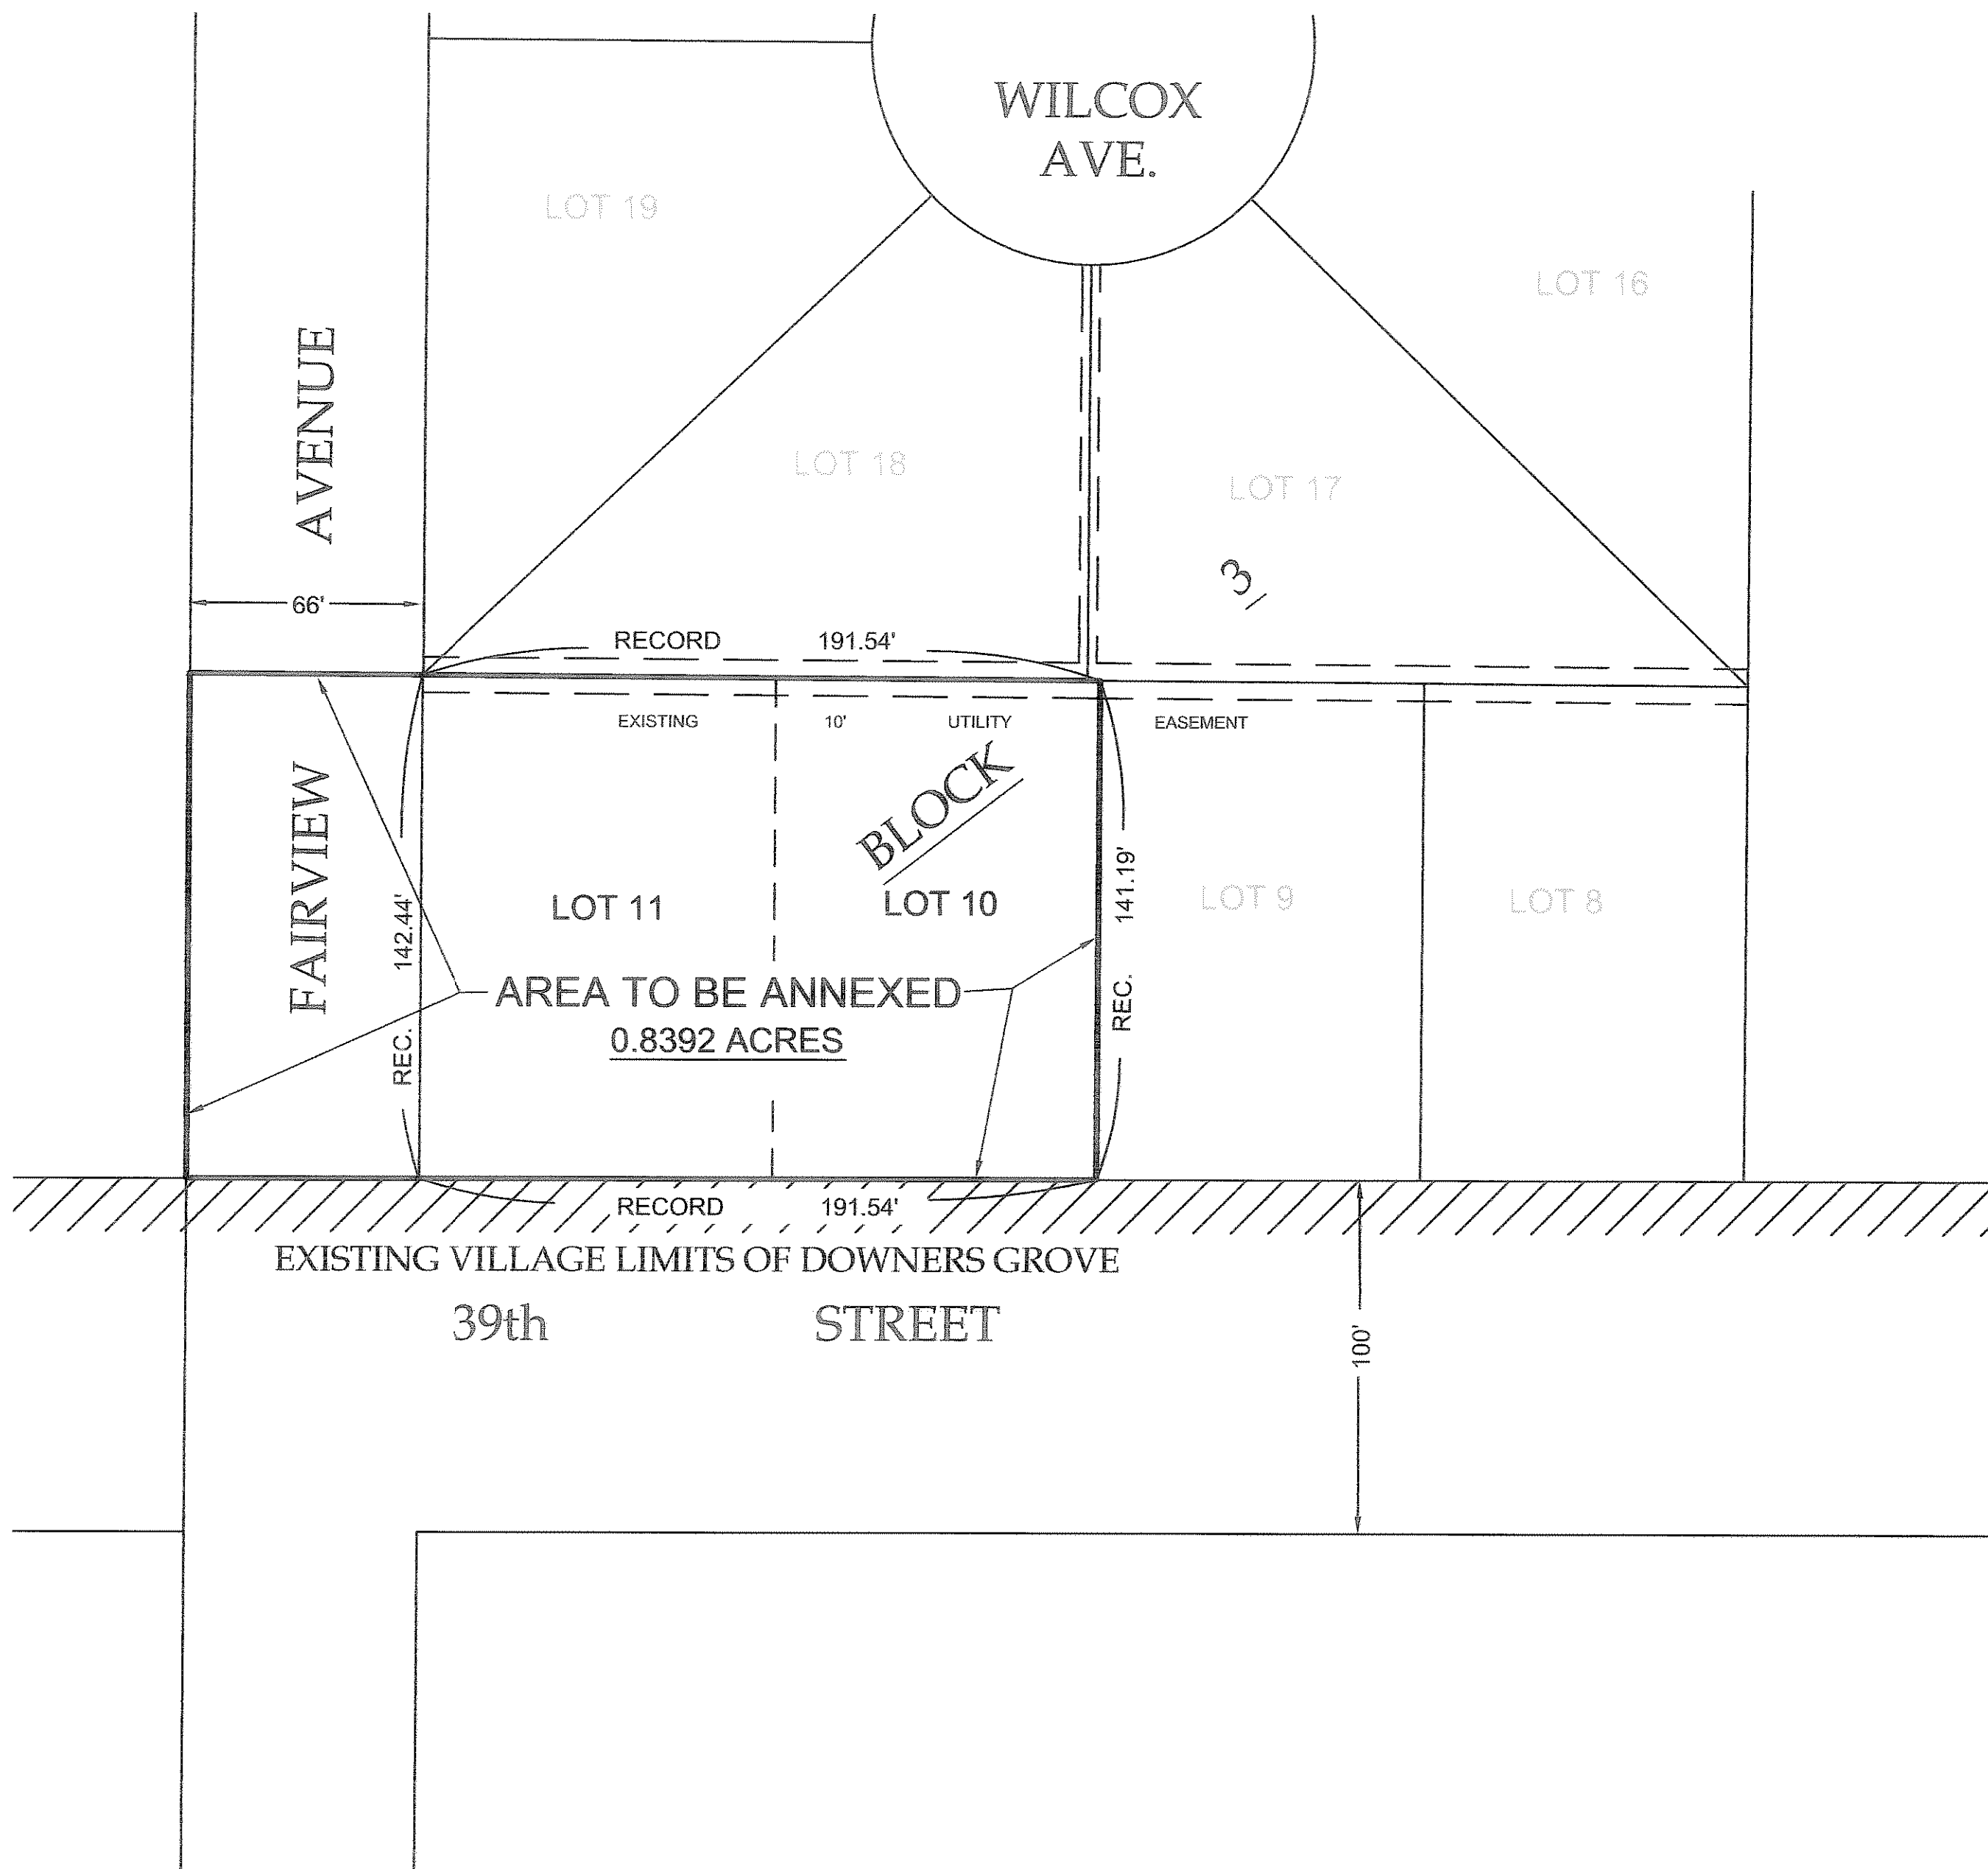 WILCOX
AVE.
LOT 19
LOT 16
AVENUE
LOT 18
LOT 17
3
66'
RECORD 191.54'
EXISTING 10' UTILITY EASEMENT
FAIRVIEW
BLOCK
REC. 142.44'
LOT 11
LOT 10
REC. 141.19'
LOT 9
LOT 8
AREA TO BE ANNEXED
0.8392 ACRES
RECORD 191.54'
EXISTING VILLAGE LIMITS OF DOWNERS GROVE
39th STREET
100'